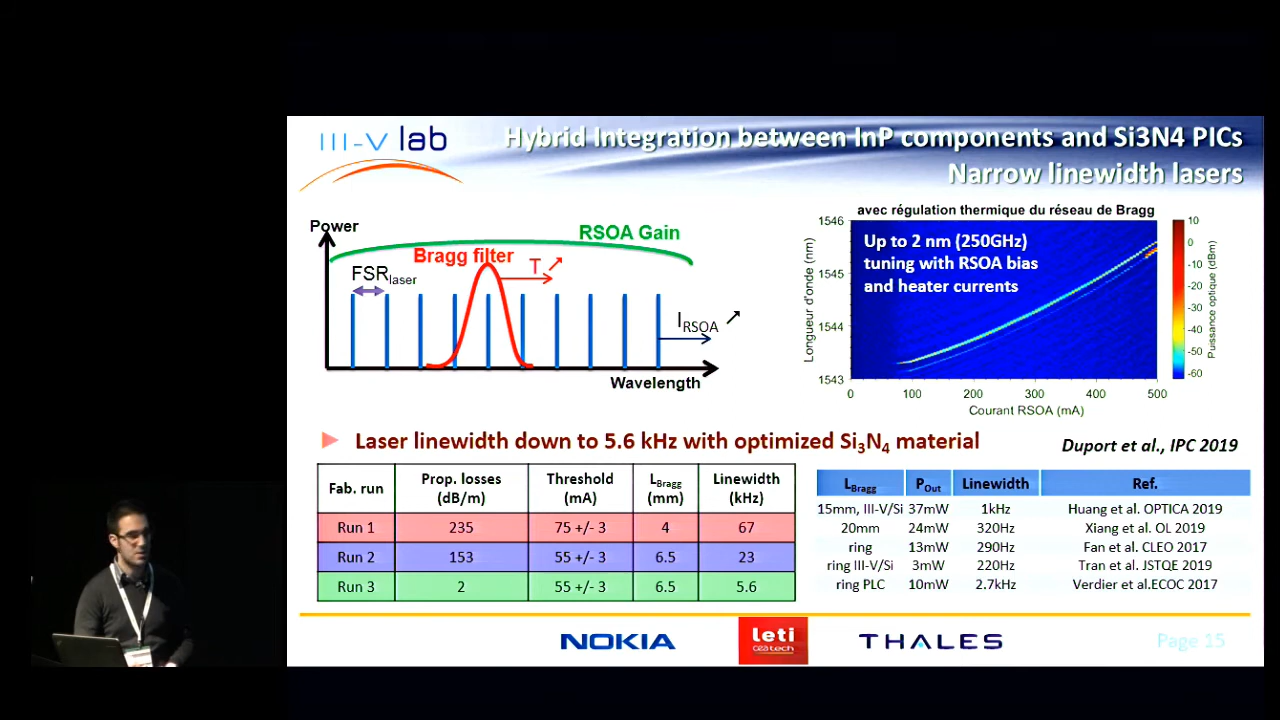 III-V lab
Hybrid Integration between InP components and Si3N4 PICs
Narrow linewidth lasers
Power
RSOA Gain
Bragg filter
T
FSRlaser
IRSOA
Wavelength
avec régulation thermique du réseau de Bragg
Up to 2 nm (250GHz)
tuning with RSOA bias
and heater currents
Longueur d'onde (nm)
1546
1545
1544
1543
0 100 200 300 400 500
Courant RSOA (mA)
10
0
-10
-20
-30
-40
-50
-60
Puissance optique (dBm)
Laser linewidth down to 5.6 kHz with optimized Si3N4 material
Duport et al., IPC 2019
Fab. run Prop. losses (dB/m) Threshold (mA) LBragg (mm) Linewidth (kHz)
Run 1 235 75 +/- 3 4 67
Run 2 153 55 +/- 3 6.5 23
Run 3 2 55 +/- 3 6.5 5.6
LBragg POut Linewidth Ref.
15mm, III-V/Si 37mW 1kHz Huang et al. OPTICA 2019
20mm 24mW 320Hz Xiang et al. OL 2019
ring 13mW 290Hz Fan et al. CLEO 2017
ring III-V/Si 3mW 220Hz Tran et al. JSTQE 2019
ring PLC 10mW 2.7kHz Verdier et al.ECOC 2017
NOKIA
leti
ceatech
THALES
Page 15